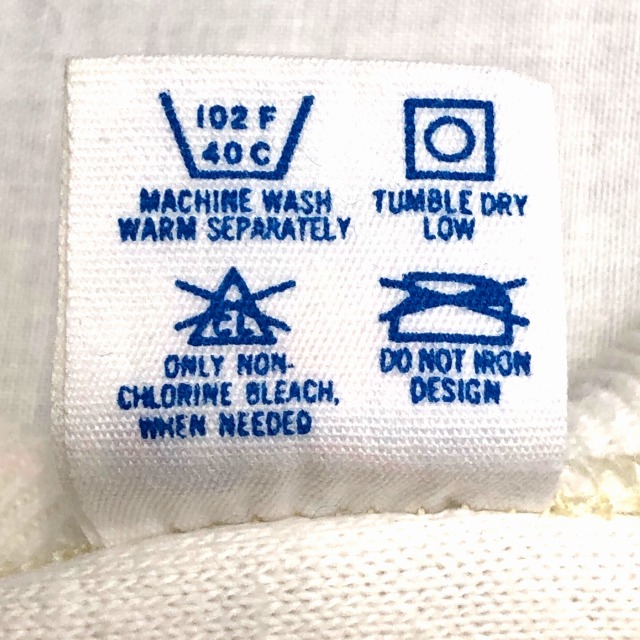 102 F
40 C
MACHINE WASH
WARM SEPARATELY
TUMBLE DRY
LOW
CL
ONLY NON-
CHLORINE BLEACH,
WHEN NEEDED
DO NOT IRON
DESIGN